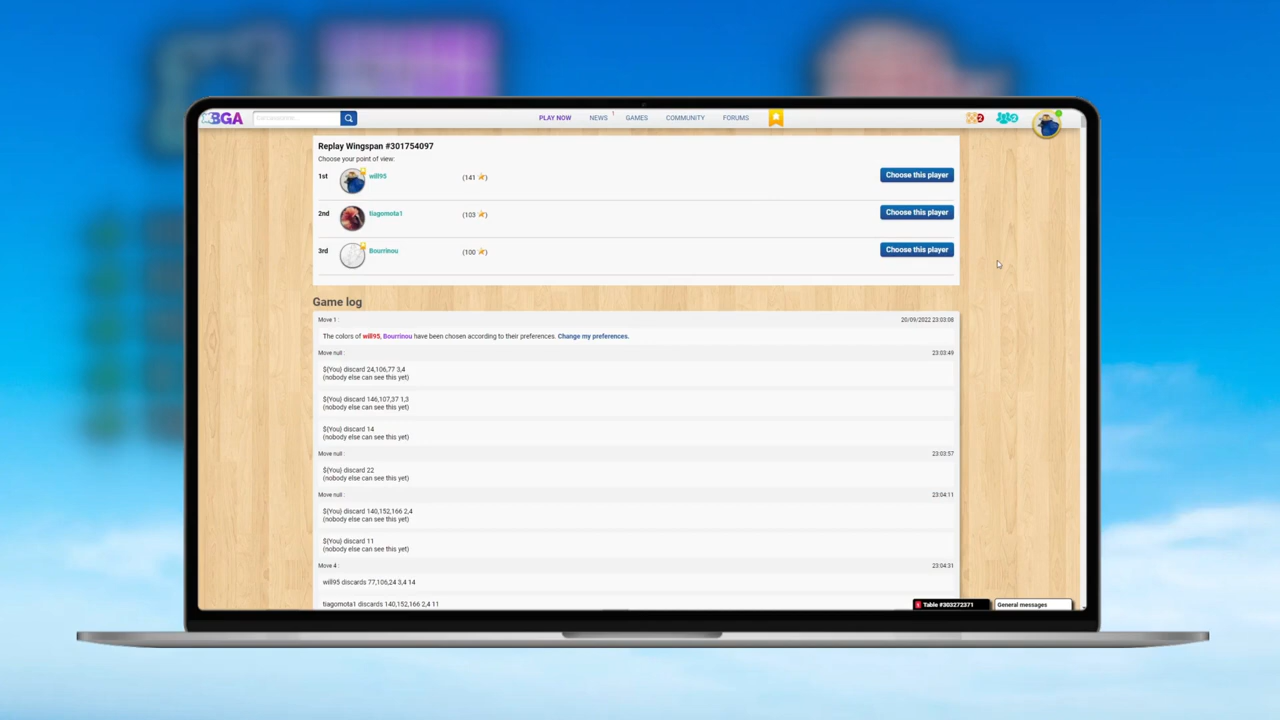 BGA
PLAY NOW NEWS 1 GAMES COMMUNITY FORUMS
2 2
Replay Wingspan #301754097
Choose your point of view:
1st will95 (141 ) Choose this player
2nd tiagomota1 (103 ) Choose this player
3rd Bourrinou (100 ) Choose this player
Game log
Move 1 : 20/09/2022 23:03:08
The colors of will95, Bourrinou have been chosen according to their preferences. Change my preferences.
Move null : 23:03:49
${You} discard 24,106,77 3,4
(nobody else can see this yet)
${You} discard 146,107,37 1,3
(nobody else can see this yet)
${You} discard 14
(nobody else can see this yet)
Move null : 23:03:57
${You} discard 22
(nobody else can see this yet)
Move null : 23:04:11
${You} discard 140,152,166 2,4
(nobody else can see this yet)
${You} discard 11
(nobody else can see this yet)
Move 4 : 23:04:31
will95 discards 77,106,24 3,4 14
tiagomota1 discards 140,152,166 2,4 11
Table #303272371 General messages